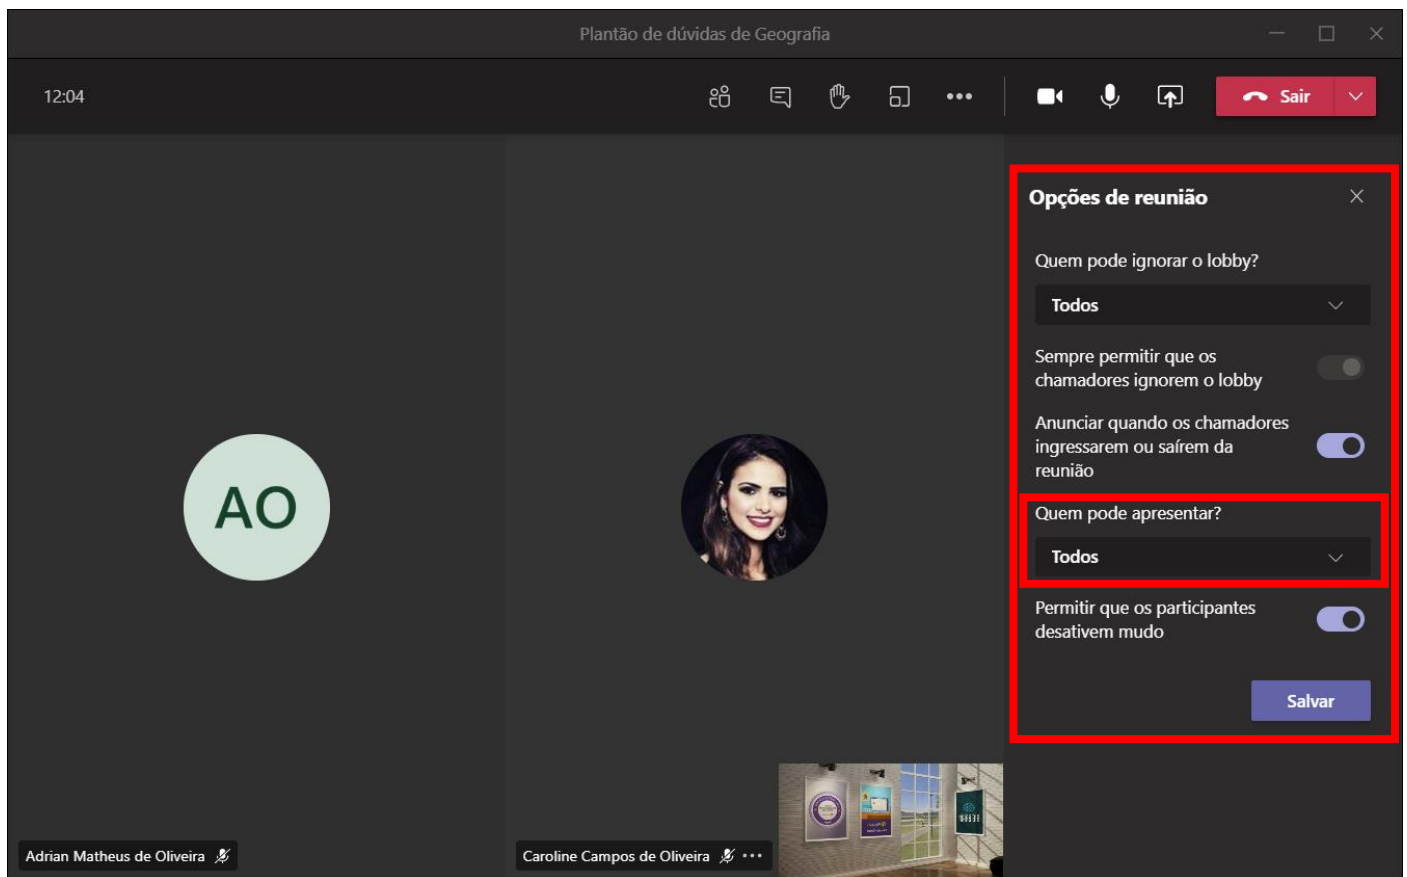 Plantão de dúvidas de Geografia
12:04
Sair
Opções de reunião
Quem pode ignorar o lobby?
Todos
Sempre permitir que os
chamadores ignorem o lobby
Anunciar quando os chamadores
ingressarem ou saírem da
reunião
Quem pode apresentar?
Todos
Permitir que os participantes
desativem mudo
Salvar
AO
Adrian Matheus de Oliveira
Caroline Campos de Oliveira